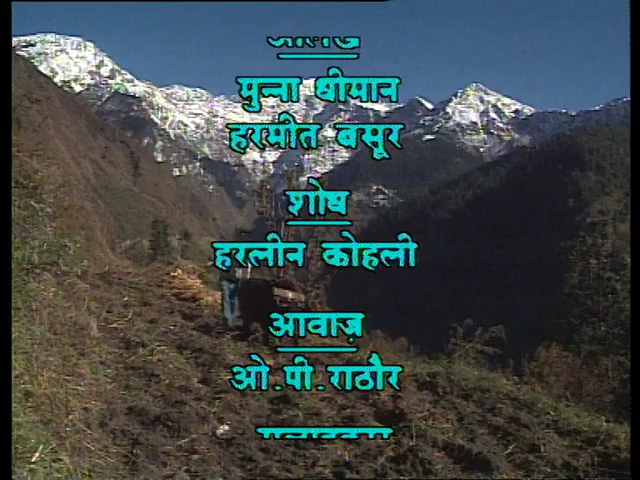 मुन्ना धीमान
हरमीत बसूर
शोध
हरलीन कोहली
आवाज़
ओ.पी.राठौर